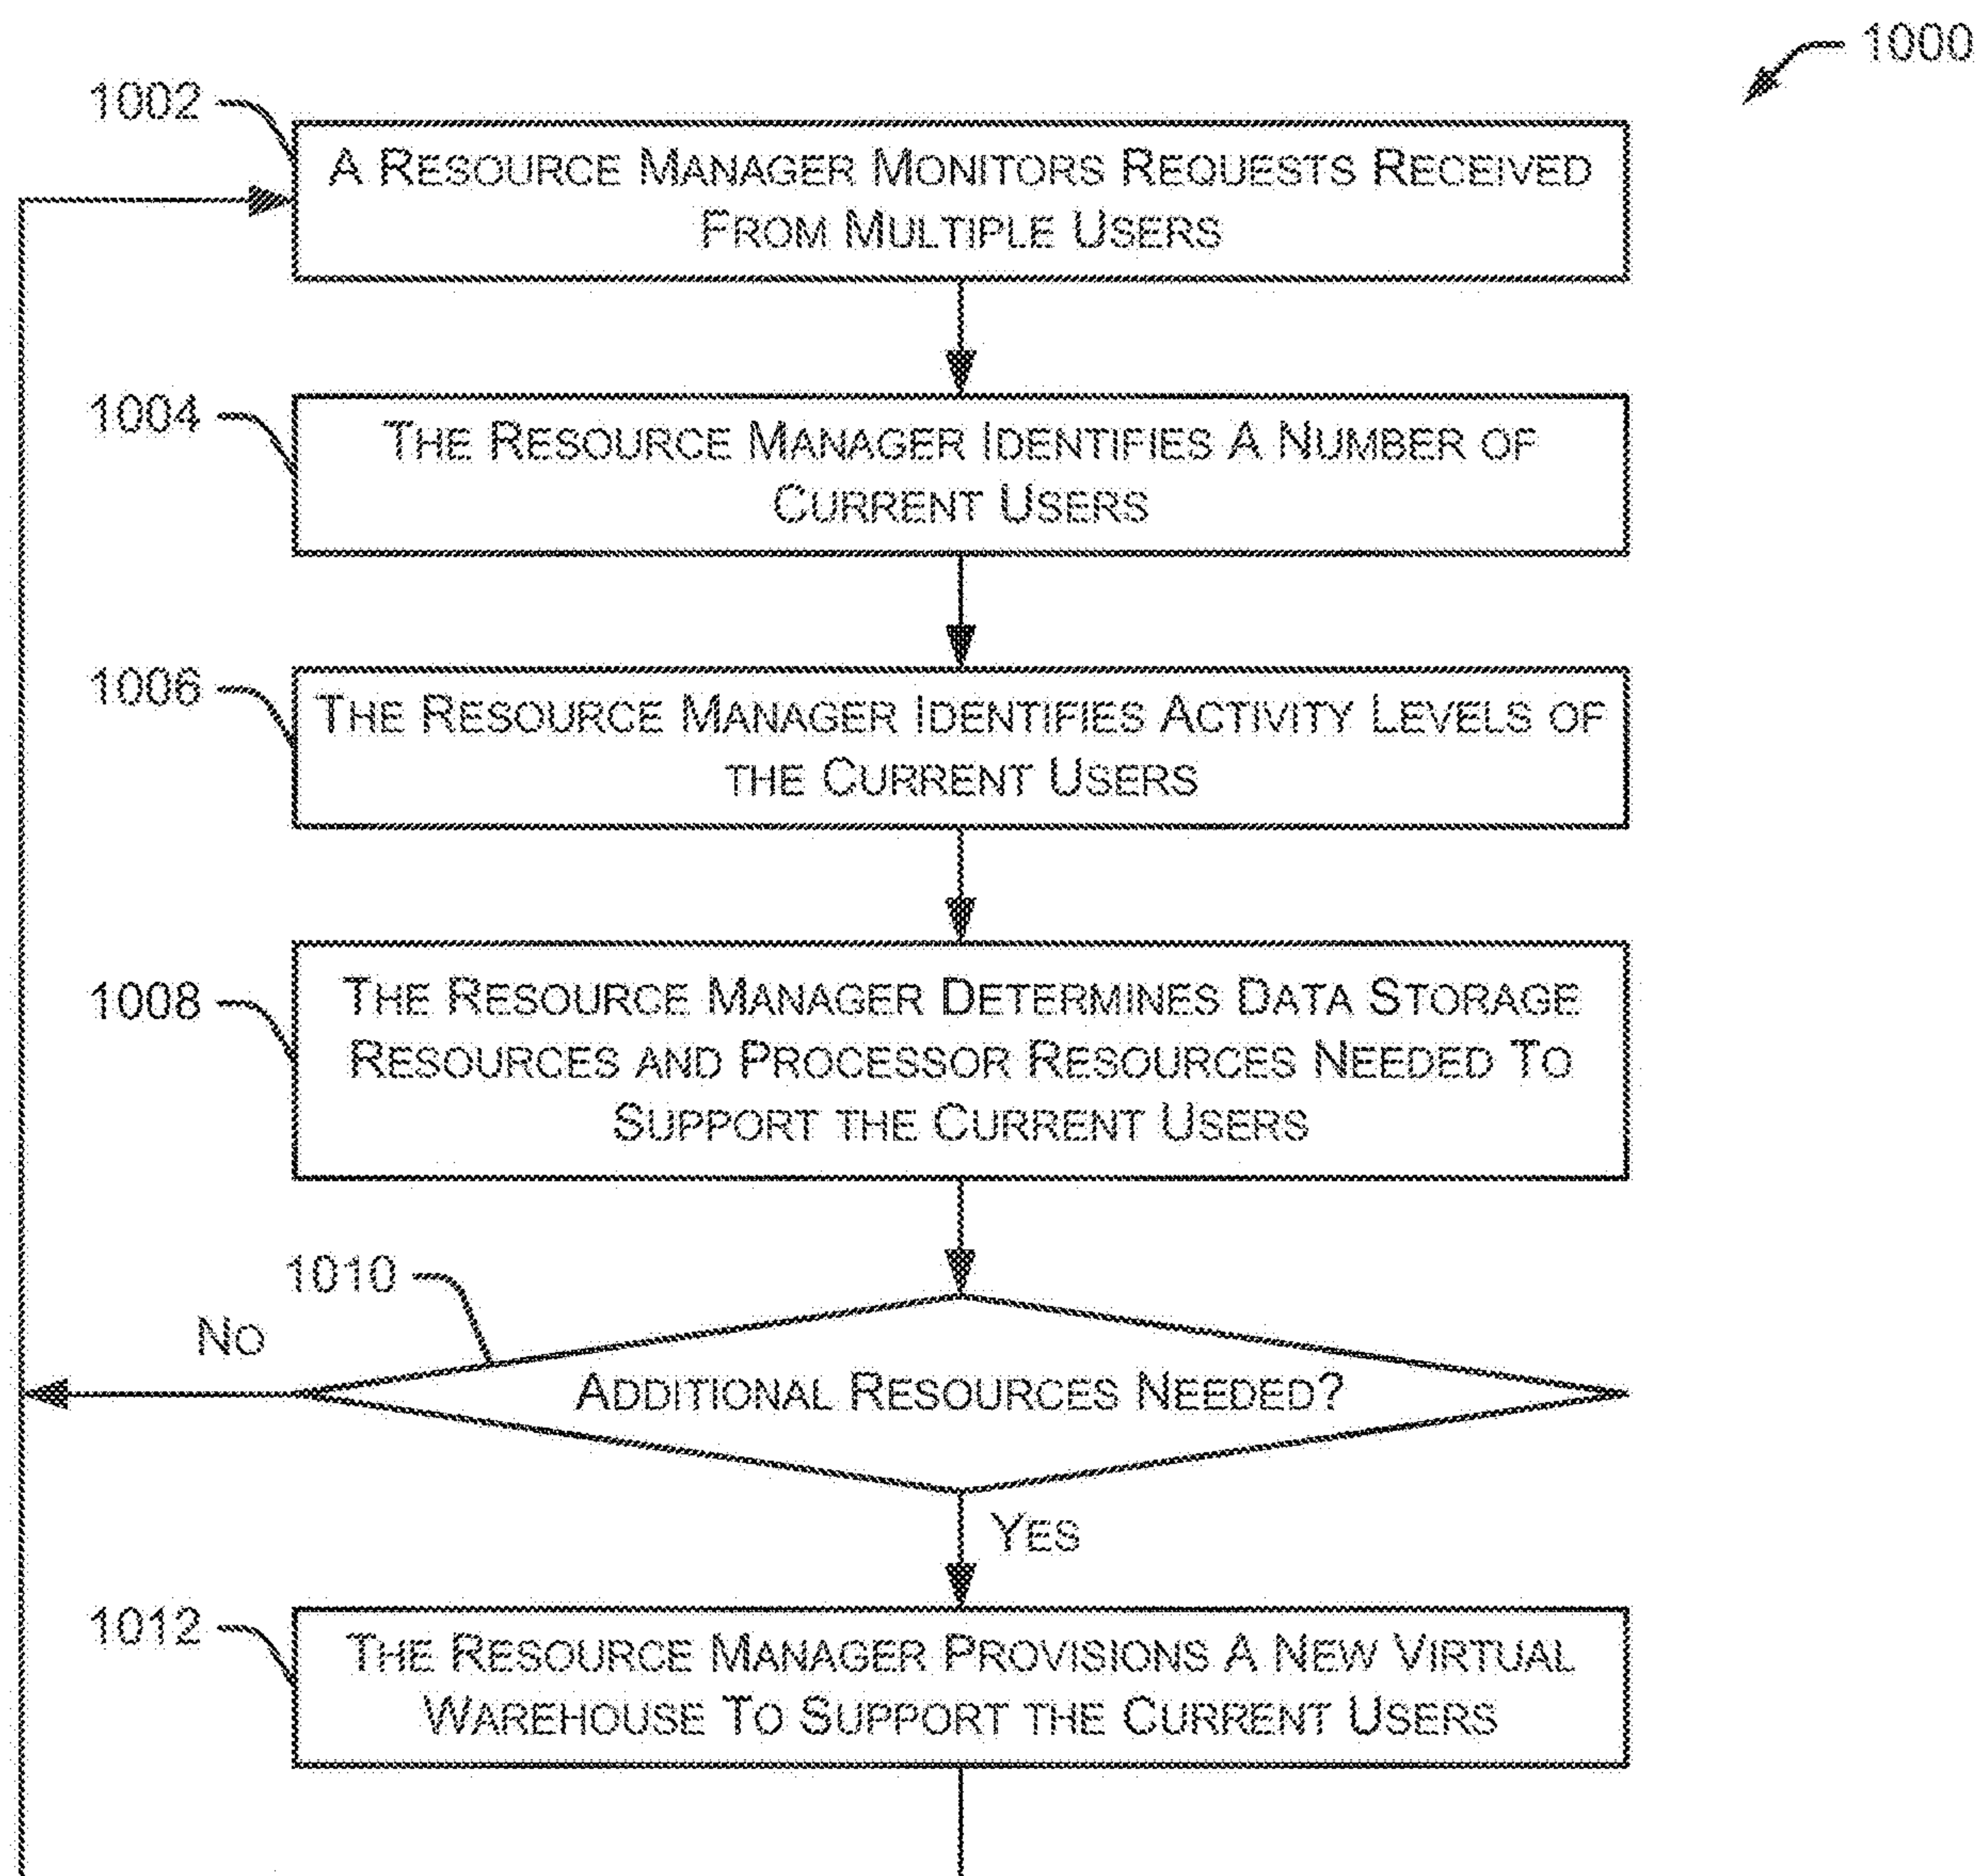 1000
1002
A RESOURCE MANAGER MONITORS REQUESTS RECEIVED
FROM MULTIPLE USERS
1004
THE RESOURCE MANAGER IDENTIFIES A NUMBER OF
CURRENT USERS
1006
THE RESOURCE MANAGER IDENTIFIES ACTIVITY LEVELS OF
THE CURRENT USERS
1008
THE RESOURCE MANAGER DETERMINES DATA STORAGE
RESOURCES AND PROCESSOR RESOURCES NEEDED TO
SUPPORT THE CURRENT USERS
1010
NO
ADDITIONAL RESOURCES NEEDED?
YES
1012
THE RESOURCE MANAGER PROVISIONS A NEW VIRTUAL
WAREHOUSE TO SUPPORT THE CURRENT USERS